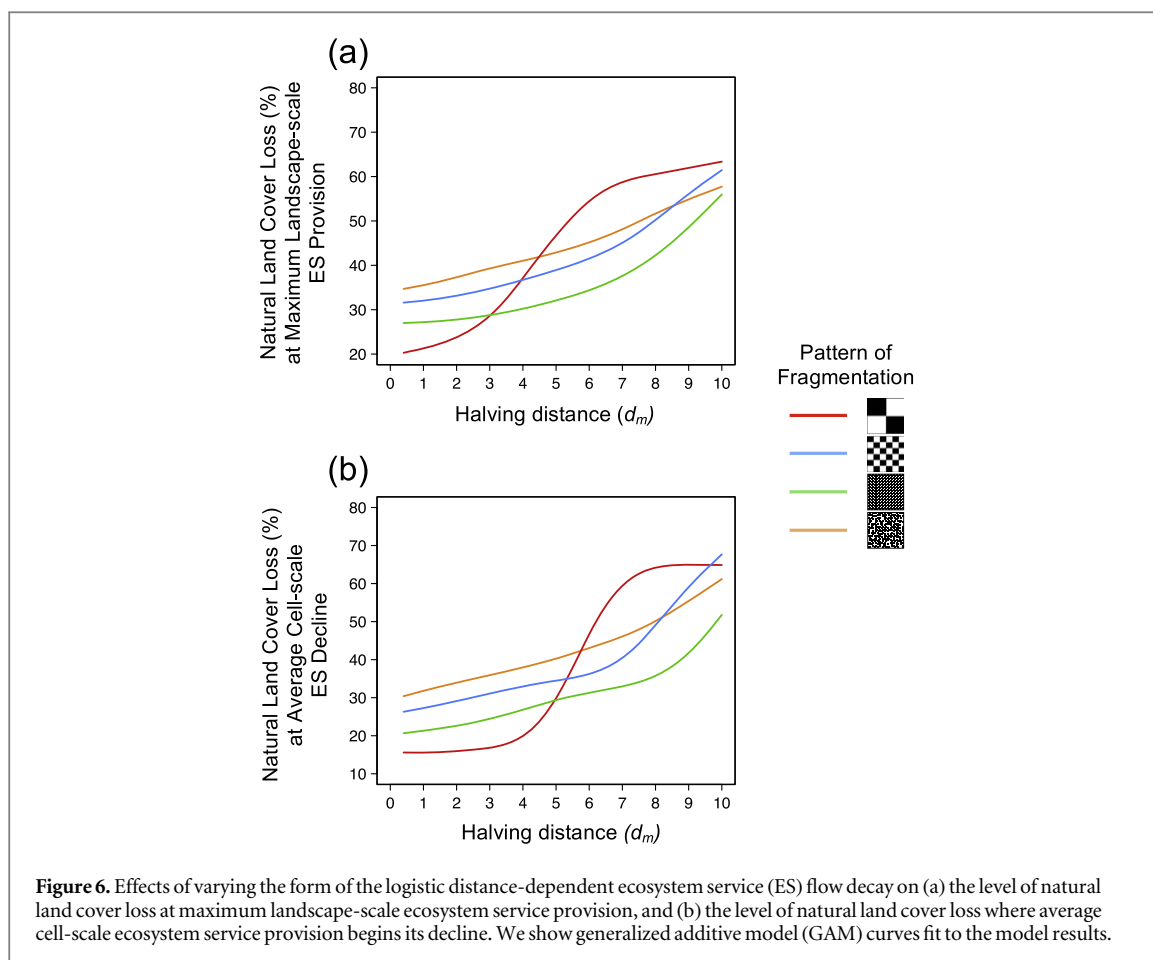 (a)
Natural Land Cover Loss (%)
at Maximum Landscape-scale
ES Provision
80
70
60
50
40
30
20
0 1 2 3 4 5 6 7 8 9 10
Halving distance (dm)
Pattern of
Fragmentation
(b)
Natural Land Cover Loss (%)
at Average Cell-scale
ES Decline
80
70
60
50
40
30
20
10
0 1 2 3 4 5 6 7 8 9 10
Halving distance (dm)
Figure 6. Effects of varying the form of the logistic distance-dependent ecosystem service (ES) flow decay on (a) the level of natural
land cover loss at maximum landscape-scale ecosystem service provision, and (b) the level of natural land cover loss where average
cell-scale ecosystem service provision begins its decline. We show generalized additive model (GAM) curves fit to the model results.